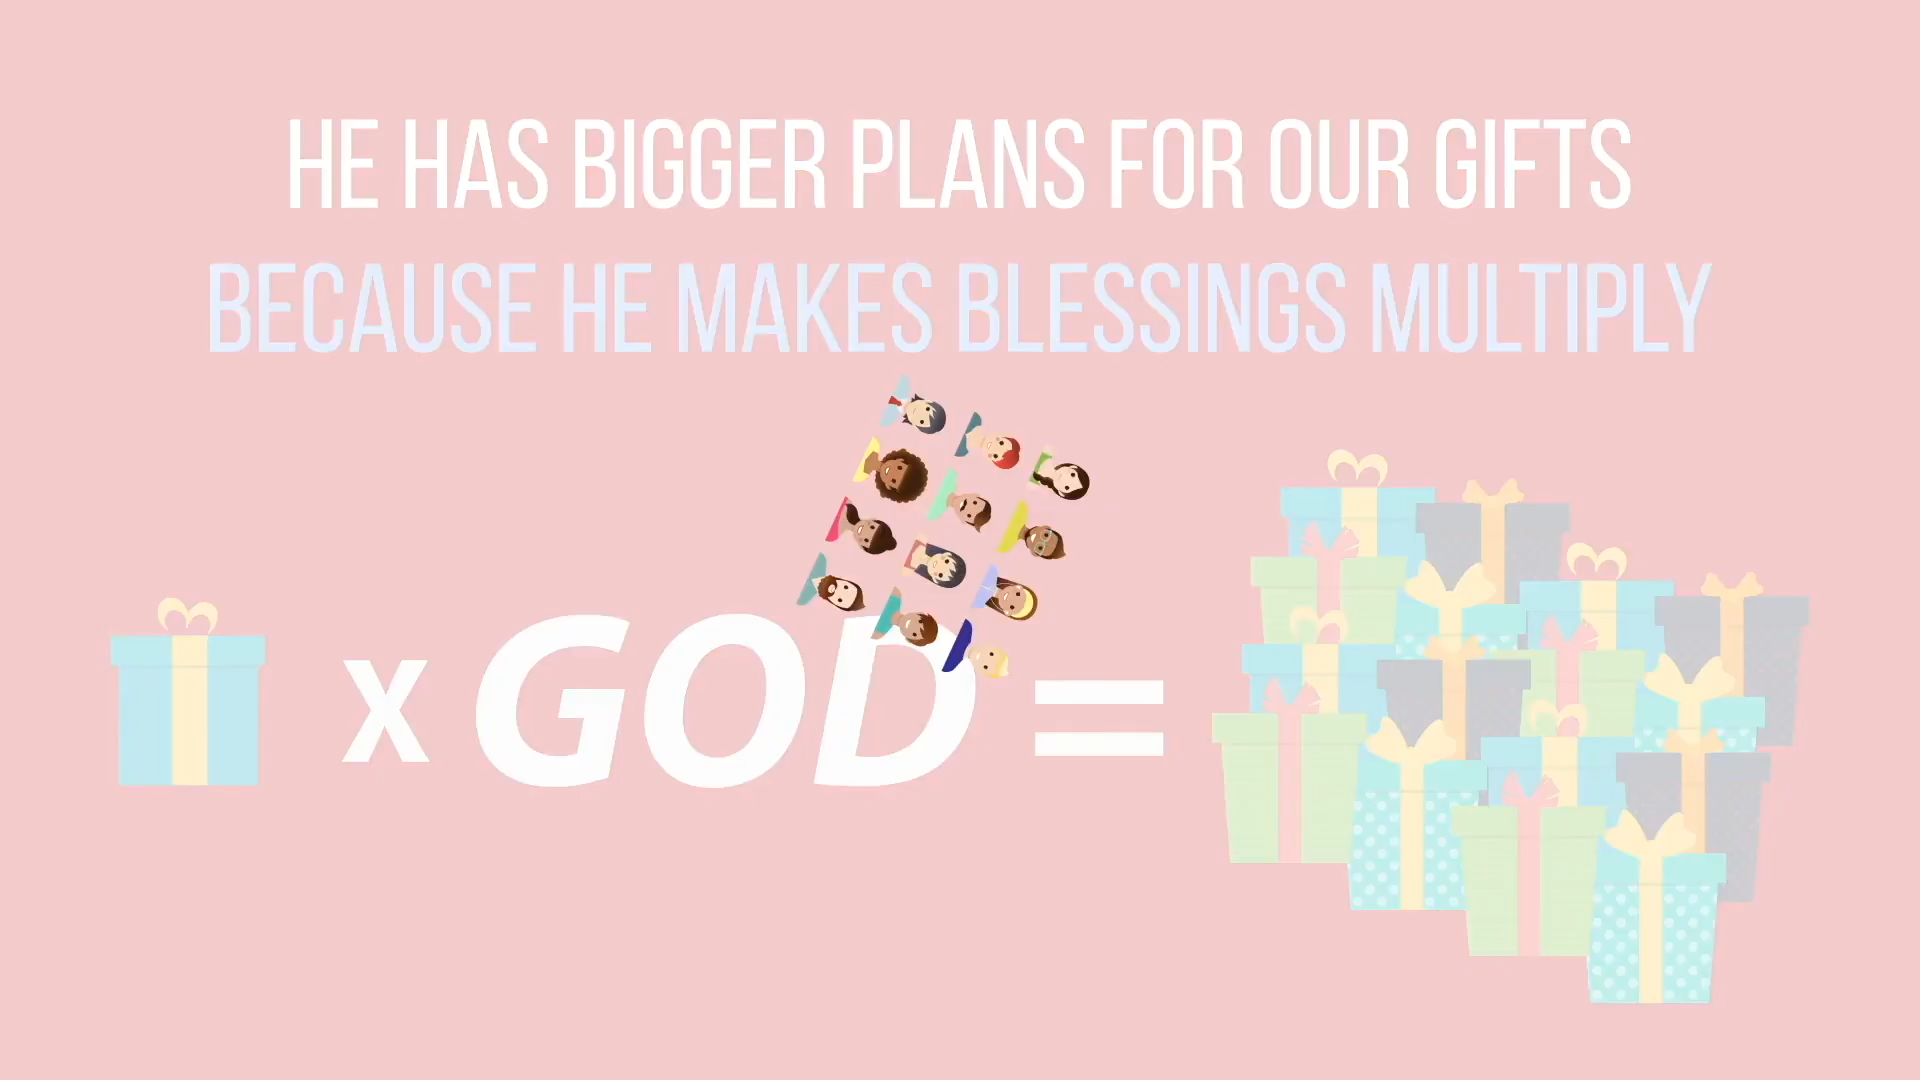 HE HAS BIGGER PLANS FOR OUR GIFTS
BECAUSE HE MAKES BLESSINGS MULTIPLY
x GOD =